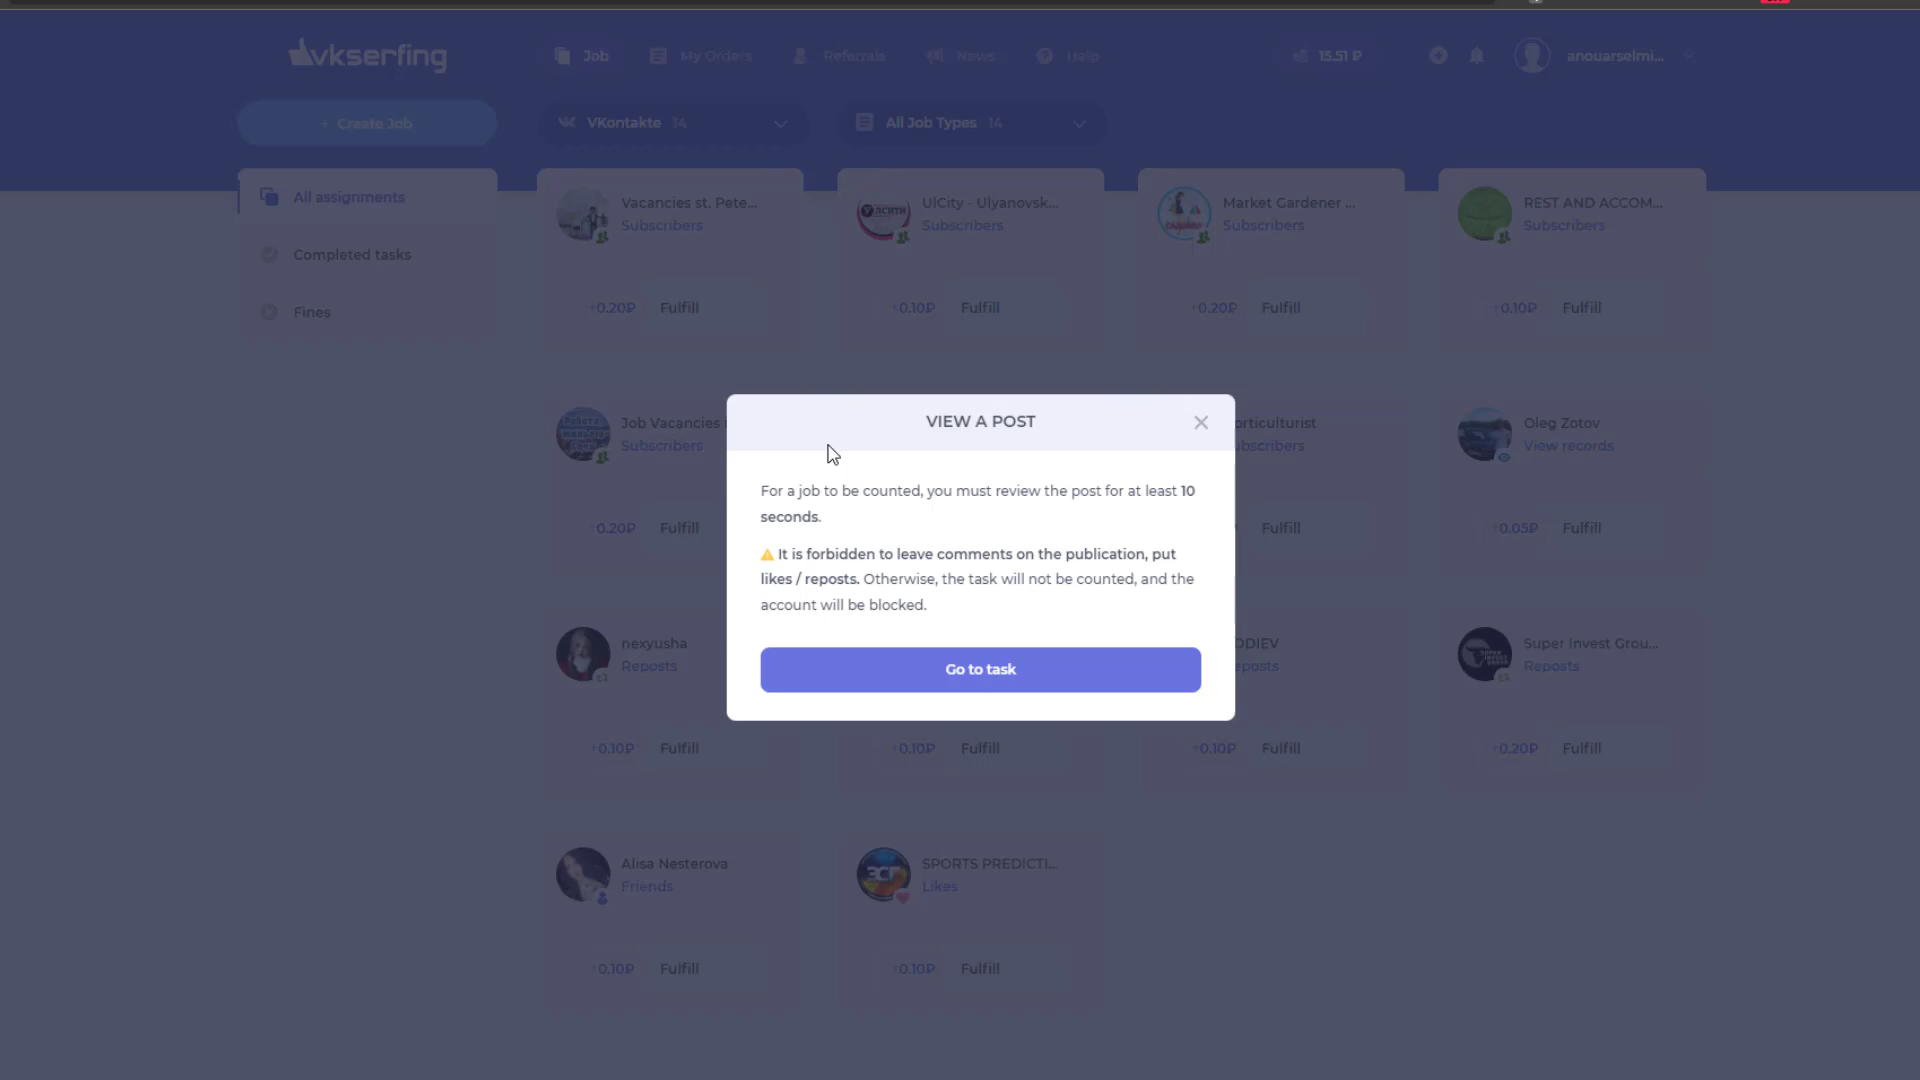 vkserfing
Job
My Orders
Referrals
News
Help
15.51 ₽
anouarselmi...
+ Create Job
VKontakte 14
All Job Types 14
All assignments
Completed tasks
Fines
Vacancies st. Pete...
Subscribers
+0.20₽ Fulfill
UlCity - Ulyanovsk...
Subscribers
+0.10₽ Fulfill
Market Gardener ...
Subscribers
+0.20₽ Fulfill
REST AND ACCOM...
Subscribers
+0.10₽ Fulfill
Job Vacancies
Subscribers
+0.20₽ Fulfill
orticulturist
ubscribers
Fulfill
Oleg Zotov
View records
+0.05₽ Fulfill
VIEW A POST
For a job to be counted, you must review the post for at least 10
seconds.
⚠ It is forbidden to leave comments on the publication, put
likes / reposts. Otherwise, the task will not be counted, and the
account will be blocked.
Go to task
nexyusha
Reposts
+0.10₽ Fulfill
+0.10₽ Fulfill
ODIEV
eposts
+0.10₽ Fulfill
Super Invest Grou...
Reposts
+0.20₽ Fulfill
Alisa Nesterova
Friends
+0.10₽ Fulfill
SPORTS PREDICTI...
Likes
+0.10₽ Fulfill